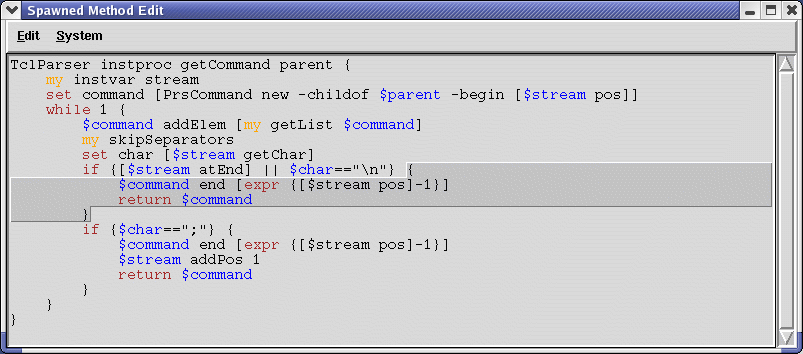 Spawned Method Edit
Edit System
TclParser instproc getCommand parent {
    my instvar stream
    set command [PrsCommand new -childof $parent -begin [$stream pos]]
    while 1 {
        $command addElem [my getList $command]
        my skipSeparators
        set char [$stream getChar]
        if {[$stream atEnd] || $char=="\n"} {
            $command end [expr {[$stream pos]-1}]
            return $command
        }
        if {$char==";"} {
            $command end [expr {[$stream pos]-1}]
            $stream addPos 1
            return $command
        }
    }
}